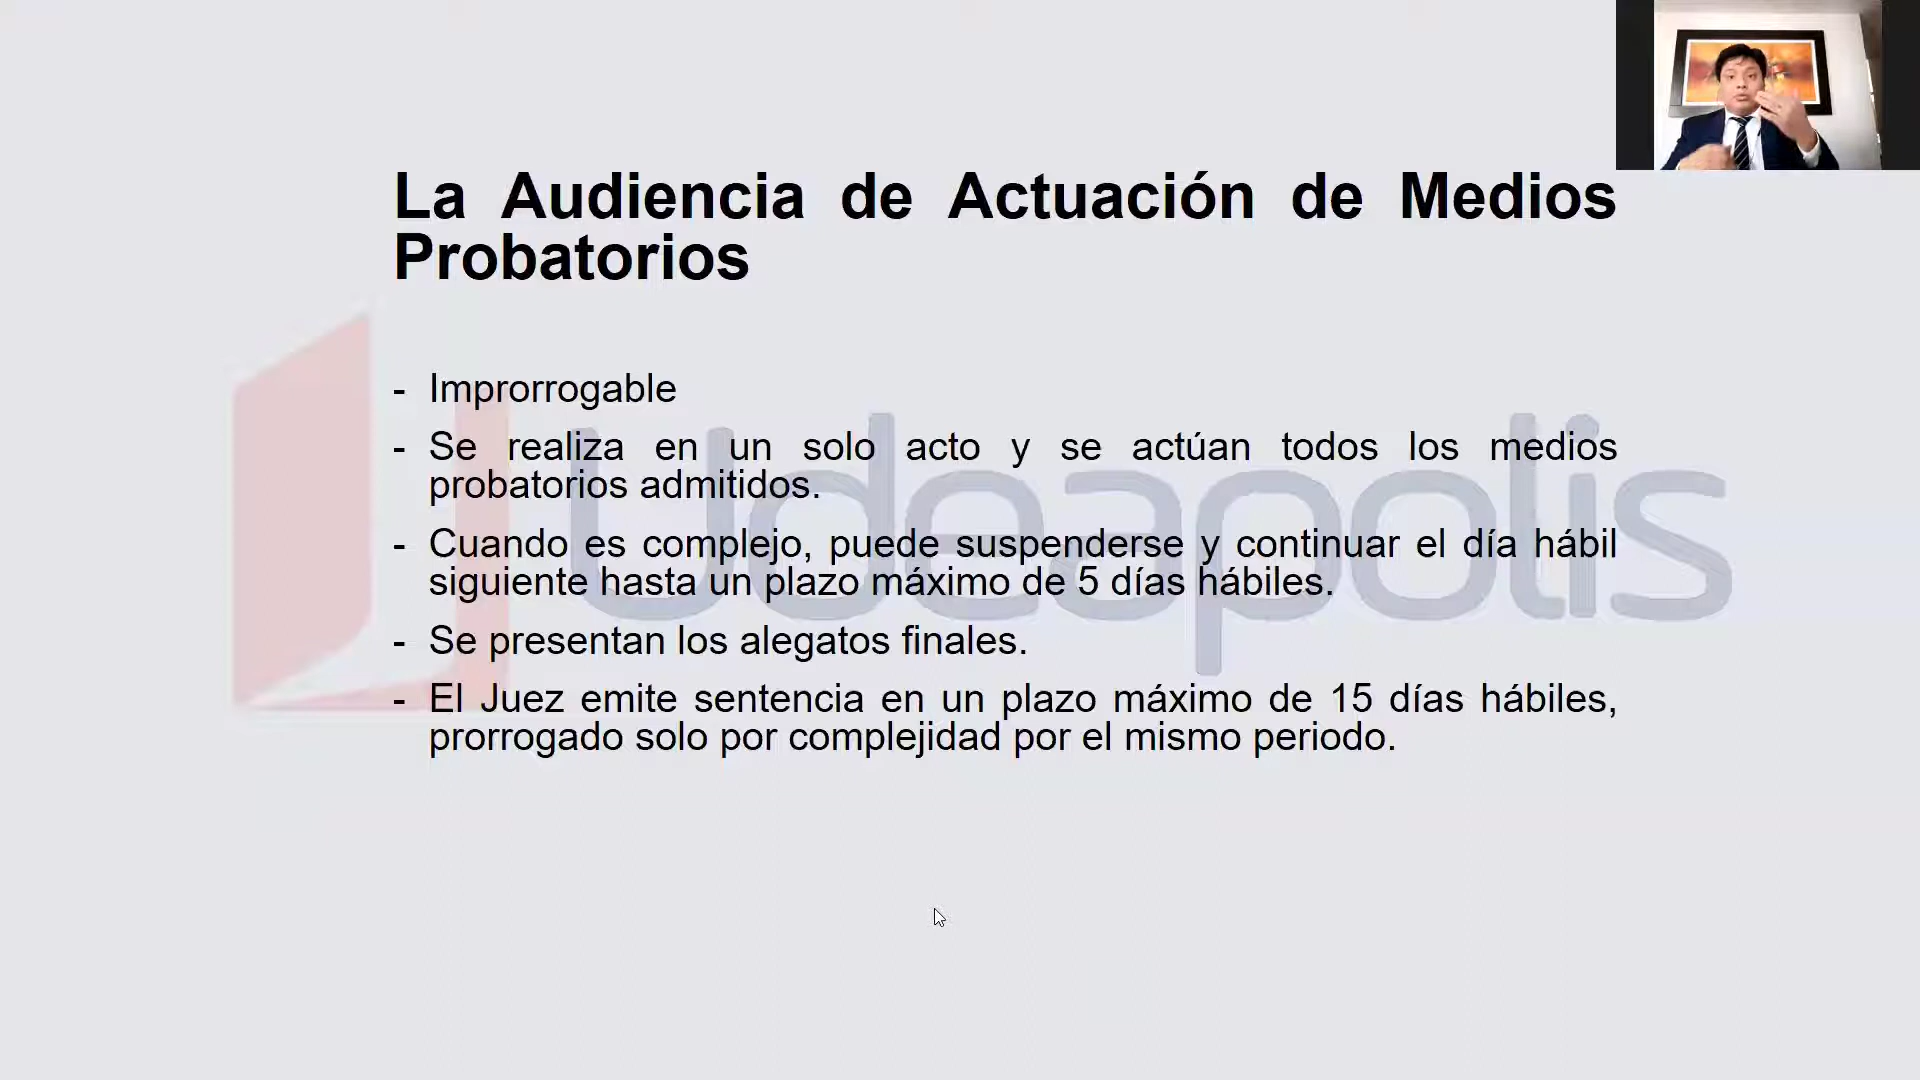 La Audiencia de Actuación de Medios
Probatorios
- Improrrogable
- Se realiza en un solo acto y se actúan todos los medios
probatorios admitidos.
- Cuando es complejo, puede suspenderse y continuar el día hábil
siguiente hasta un plazo máximo de 5 días hábiles.
- Se presentan los alegatos finales.
- El Juez emite sentencia en un plazo máximo de 15 días hábiles,
prorrogado solo por complejidad por el mismo periodo.
Udeapolis